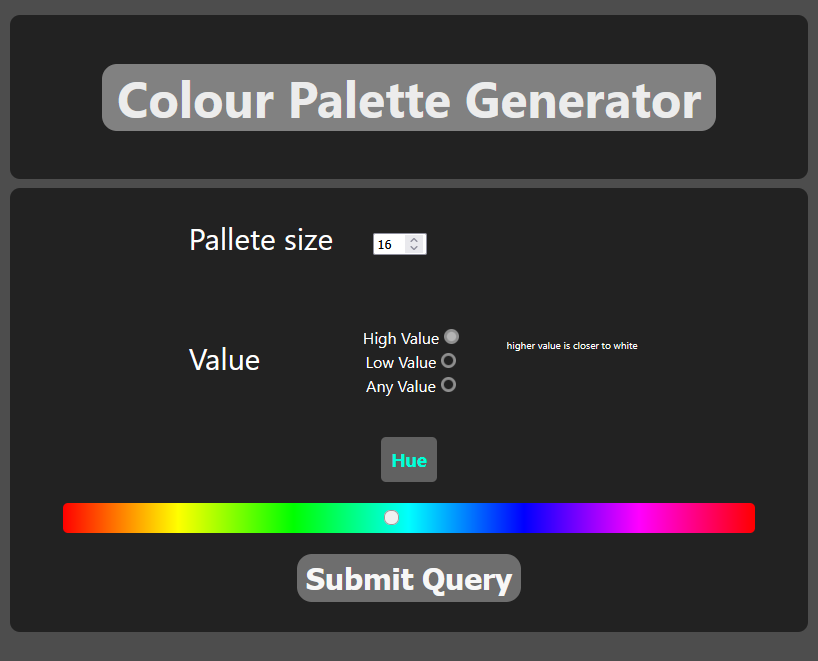 Colour Palette Generator
Pallete size
16
Value
High Value
Low Value
Any Value
higher value is closer to white
Hue
Submit Query